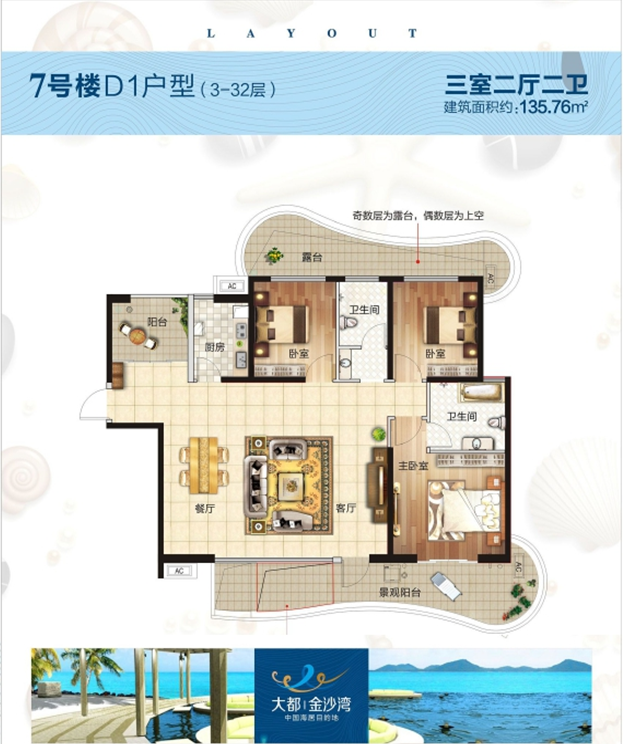 LAYOUT
7号楼D1户型（3-32层）
三室二厅二卫
建筑面积约:135.76m²
奇数层为露台，偶数层为上空
露台
AC
AC
阳台
厨房
卧室
卫生间
卧室
卫生间
主卧室
餐厅
客厅
AC
景观阳台
AC
大都 金沙湾
中国海居目的地